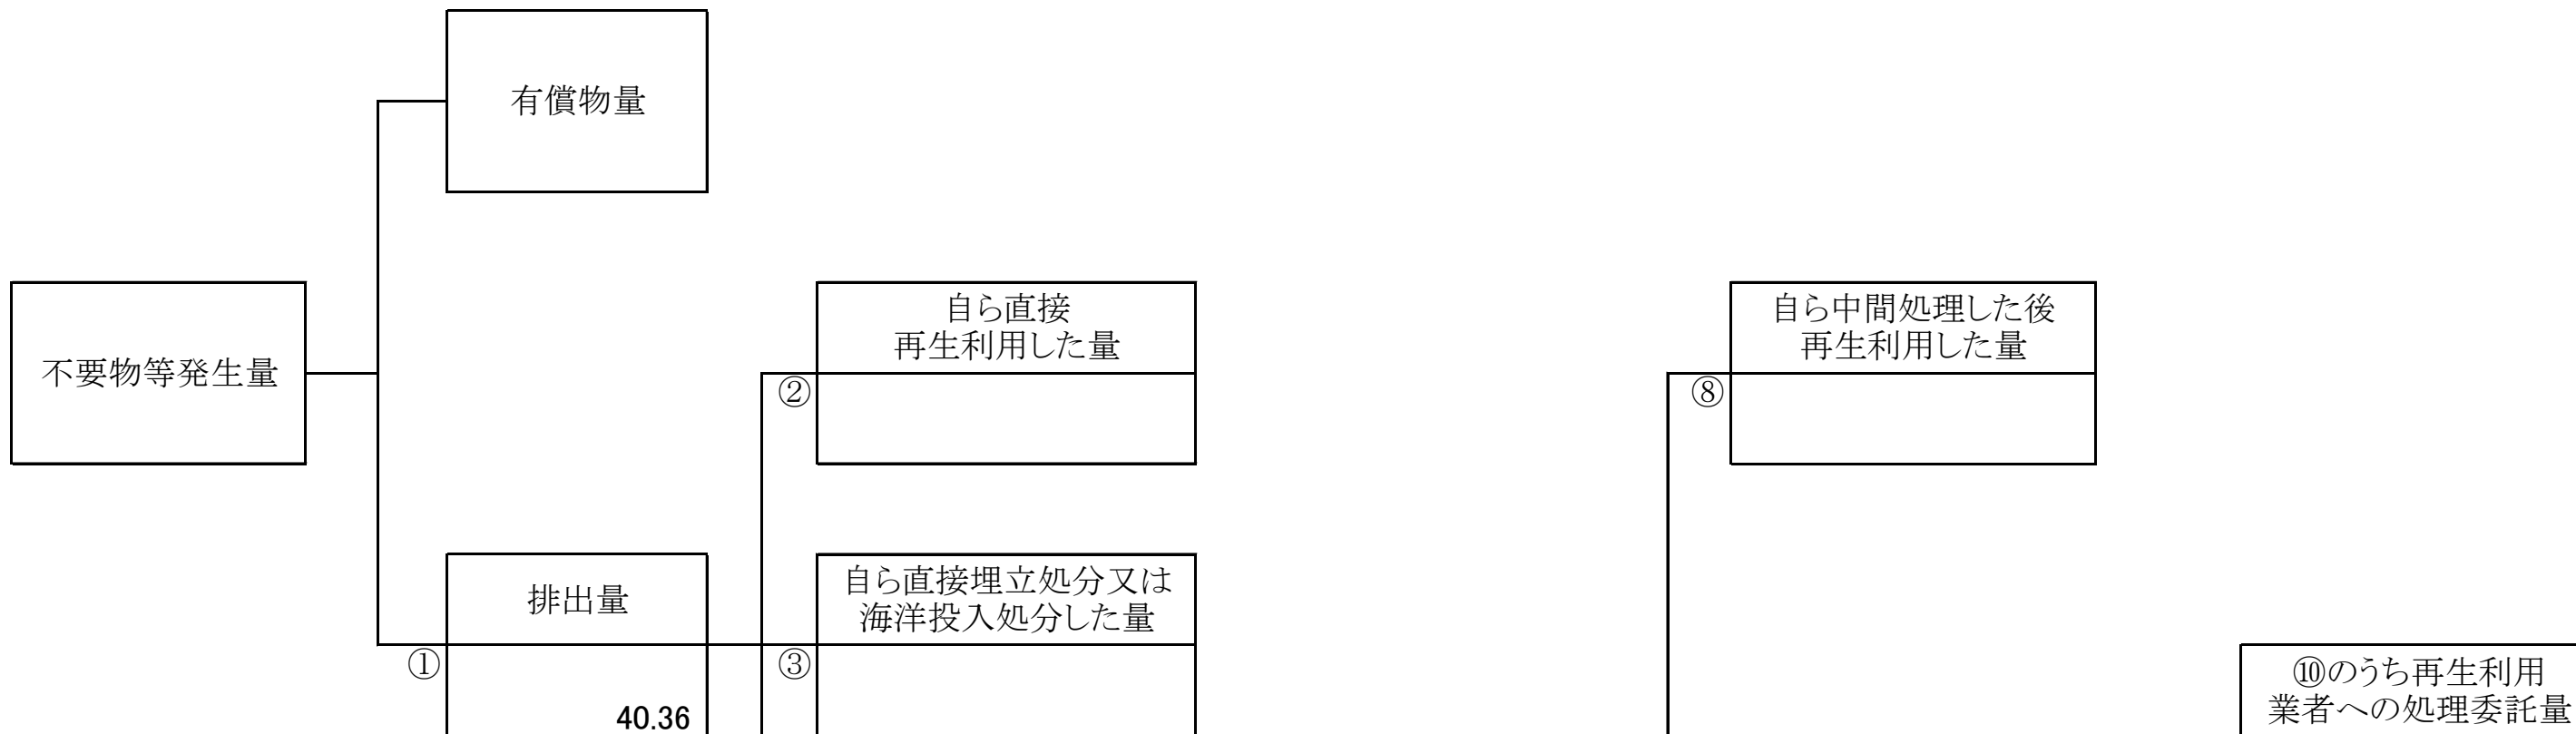 有償物量
不要物等発生量
自ら直接
再生利用した量
②
自ら中間処理した後
再生利用した量
⑧
排出量
①
40.36
自ら直接埋立処分又は
海洋投入処分した量
③
⑩のうち再生利用
業者への処理委託量